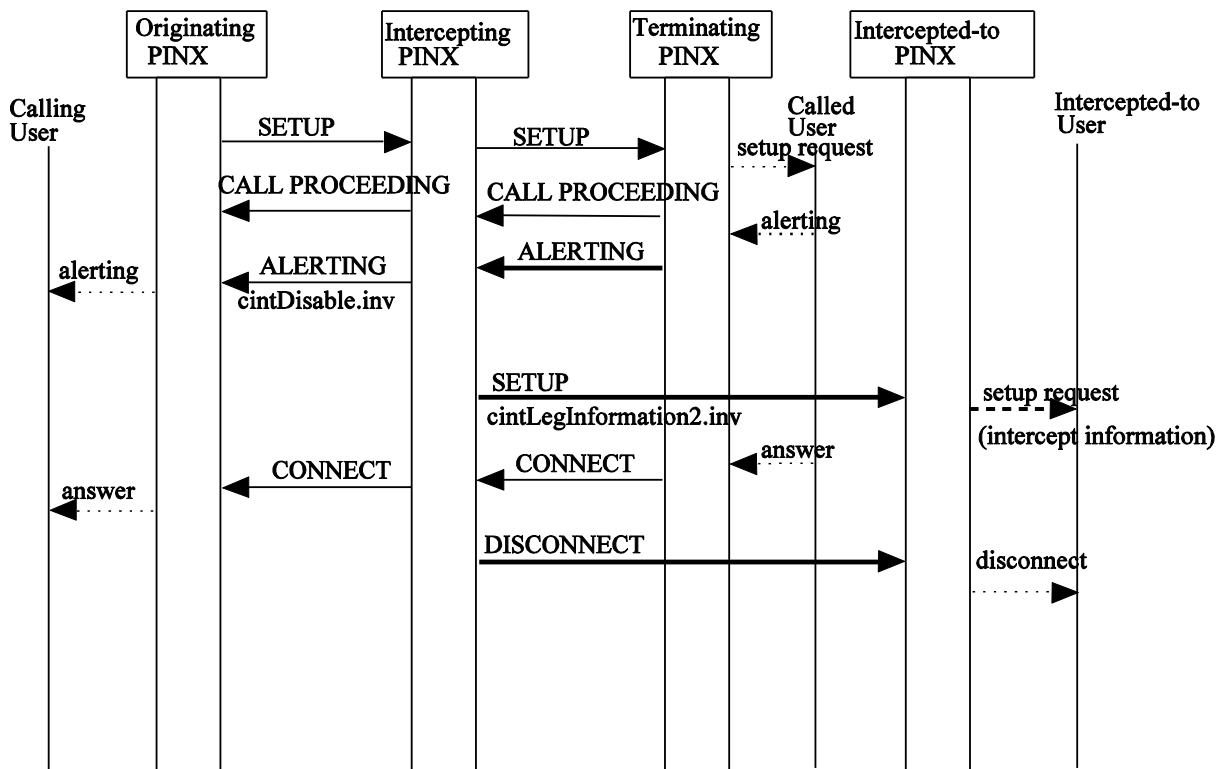 Originating
PINX
Intercepting
PINX
Terminating
PINX
Intercepted-to
PINX
Calling
User
Called
User
Intercepted-to
User
SETUP
SETUP
setup request
CALL PROCEEDING
CALL PROCEEDING
alerting
ALERTING
ALERTING
alerting
cintDisable.inv
SETUP
setup request
cintLegInformation2.inv
(intercept information)
answer
CONNECT
CONNECT
answer
DISCONNECT
disconnect